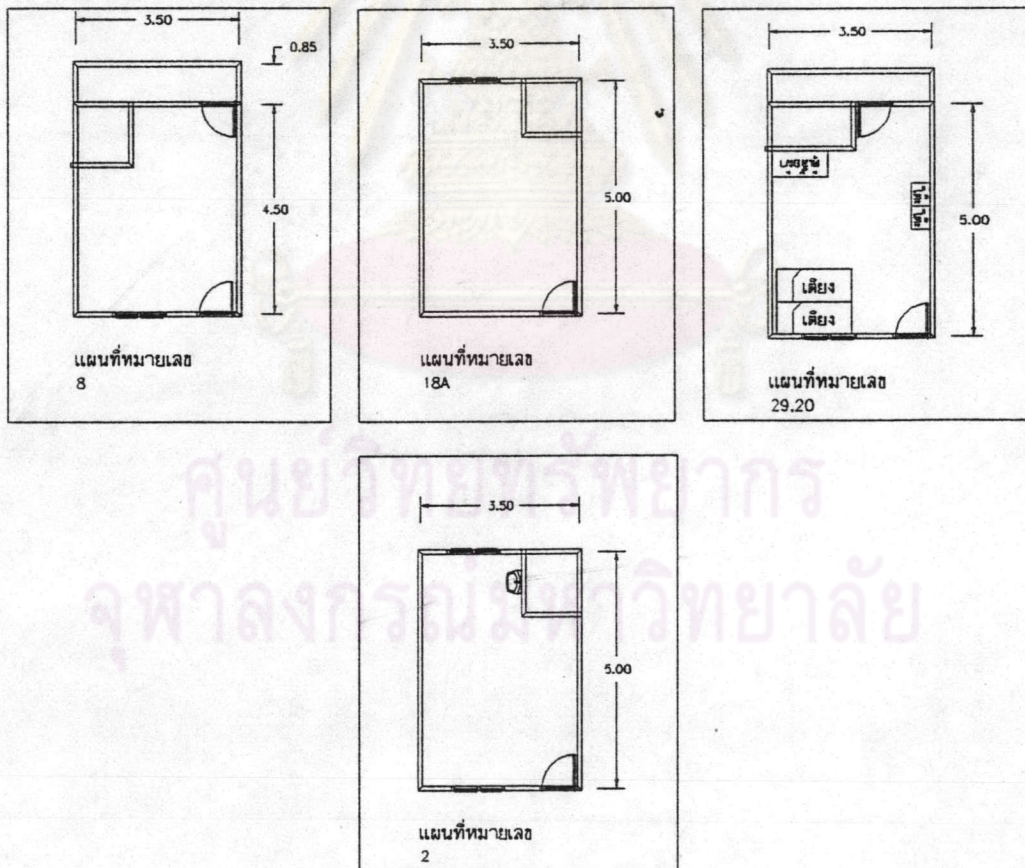 3.50
0.85
4.50
แผนที่หมายเลข
8
3.50
5.00
แผนที่หมายเลข
18A
3.50
5.00
เตียง
เตียง
แผนที่หมายเลข
29,20
3.50
5.00
แผนที่หมายเลข
2
ศูนย์วิทยทรัพยากร
จุฬาลงกรณ์มหาวิทยาลัย